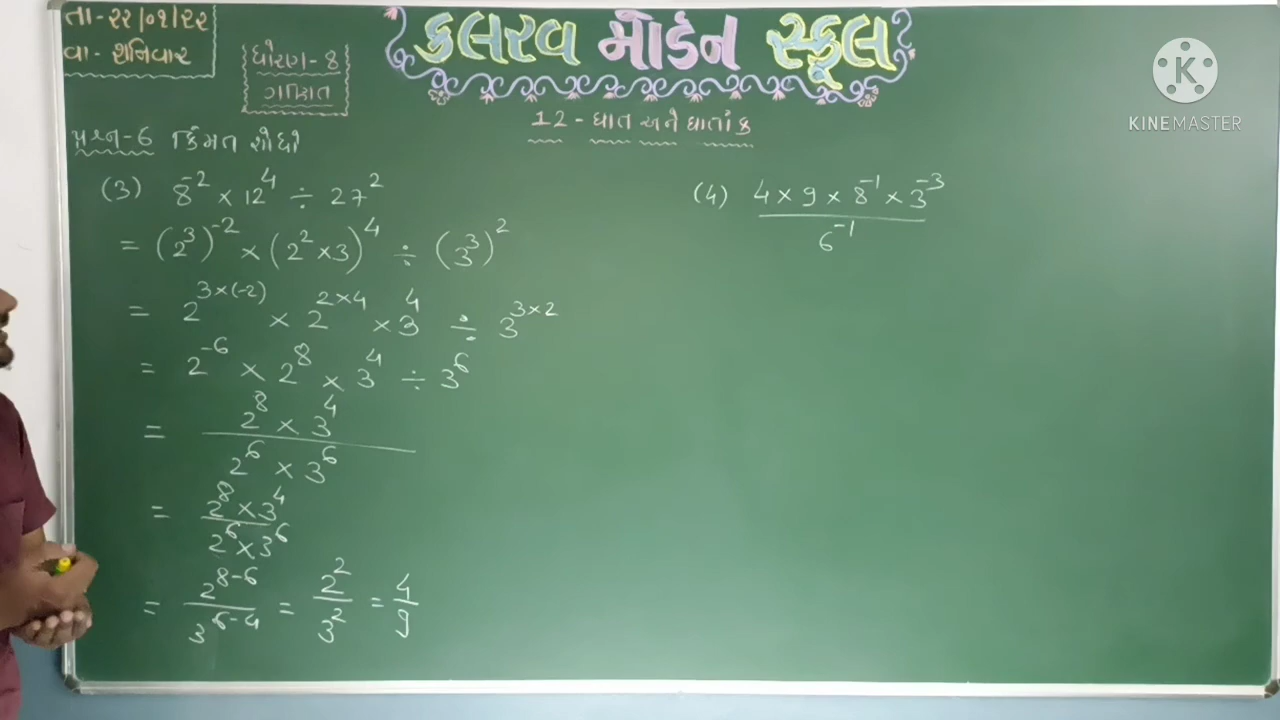 તા-૨૨/૦૧/૨૨
વા- શનિવાર
ધોરણ-8
ગણિત
કલરવ મોર્ડન સ્કૂલ
12 - ઘાત અને ઘાતાંક
પ્રશ્ન-6 કિંમત શોધો
(3) 8⁻² × 12⁴ ÷ 27²
= (2³)⁻² × (2² × 3)⁴ ÷ (3³)²
= 2^(3×(-2)) × 2^(2×4) × 3⁴ ÷ 3^(3×2)
= 2⁻⁶ × 2⁸ × 3⁴ ÷ 3⁶
= (2⁸ × 3⁴) / (2⁶ × 3⁶)
= (2⁸ × 3⁴) / (2⁶ × 3⁶)
= 2^(8-6) / 3^(6-4) = 2² / 3² = 4/9
(4) (4 × 9 × 8⁻¹ × 3⁻³) / 6⁻¹
K
KINEMASTER